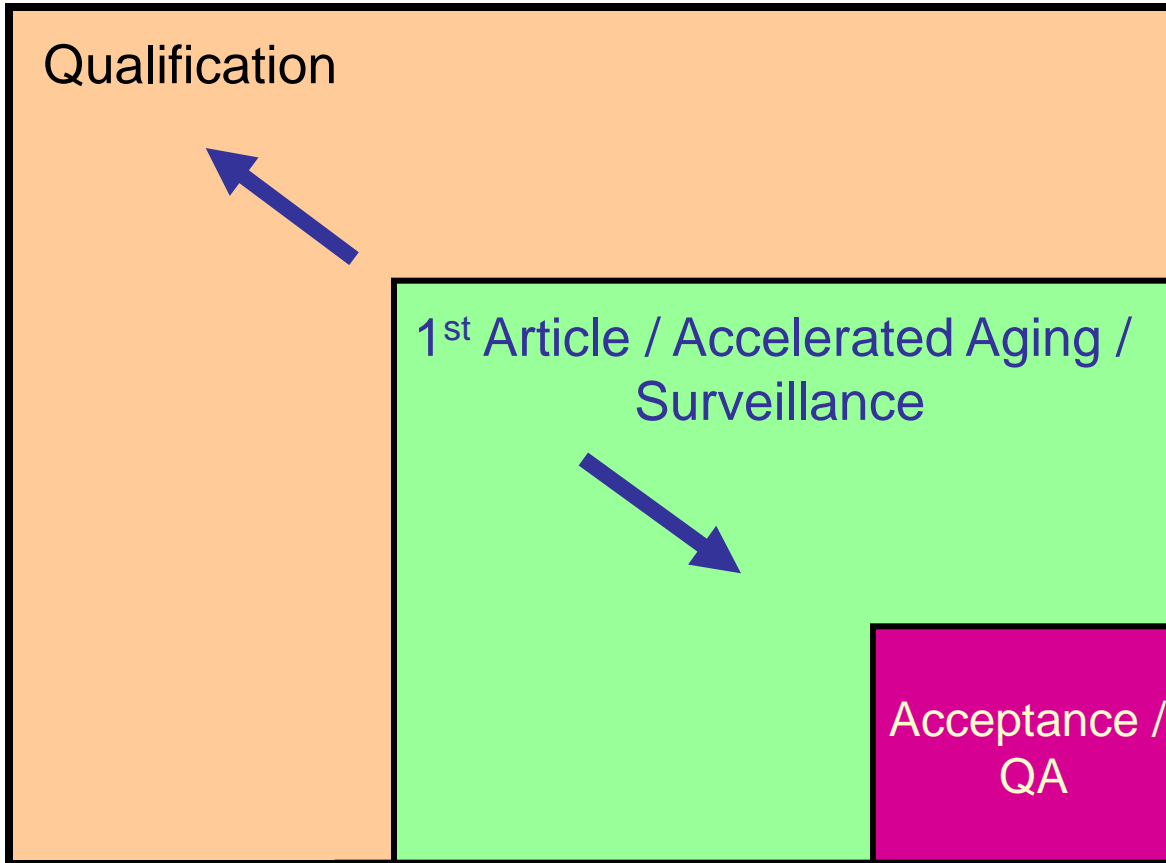 Qualification
1st Article / Accelerated Aging /
Surveillance
Acceptance /
QA